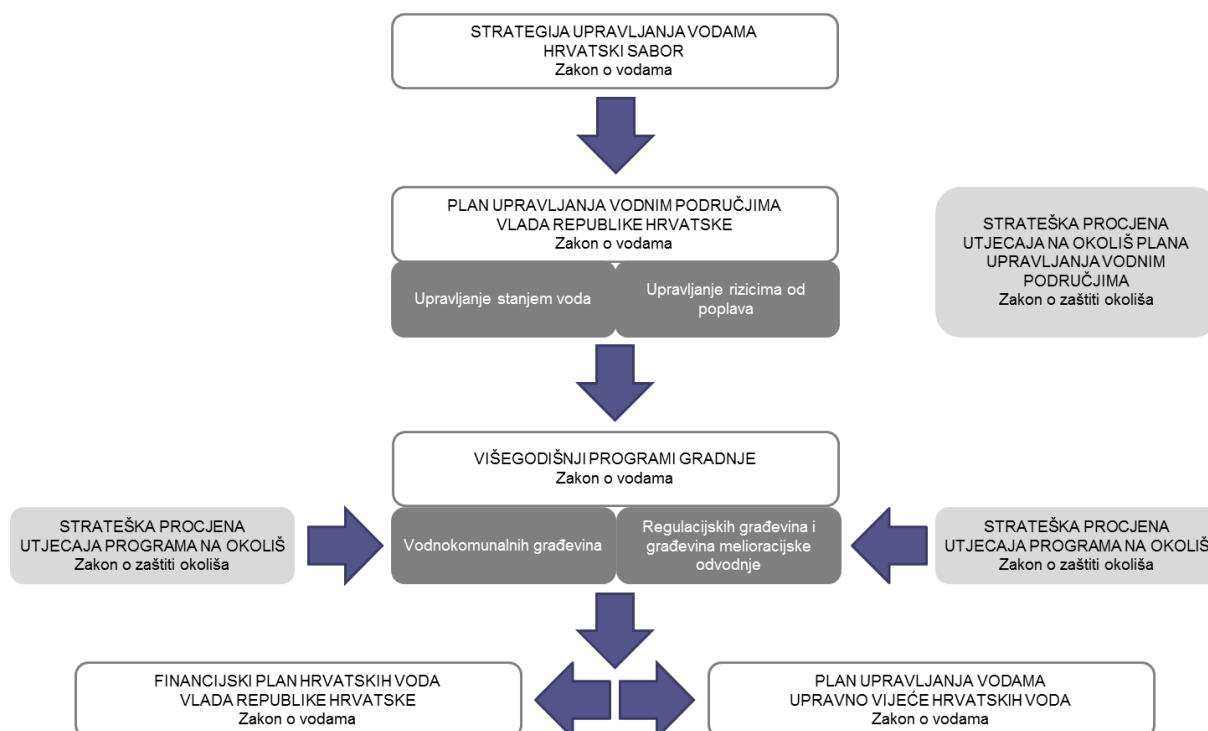 STRATEGIJA UPRAVLJANJA VODAMA
HRVATSKI SABOR
Zakon o vodama
PLAN UPRAVLJANJA VODNIM PODRUČJIMA
VLADA REPUBLIKE HRVATSKE
Zakon o vodama
Upravljanje stanjem voda
Upravljanje rizicima od
poplava
STRATEŠKA PROCJENA
UTJECAJA NA OKOLIŠ PLANA
UPRAVLJANJA VODNIM
PODRUČJIMA
Zakon o zaštiti okoliša
VIŠEGODIŠNJI PROGRAMI GRADNJE
Zakon o vodama
STRATEŠKA PROCJENA
UTJECAJA PROGRAMA NA OKOLIŠ
Zakon o zaštiti okoliša
Vodnokomunalnih građevina
Regulacijskih građevina i
građevina melioracijske
odvodnje
STRATEŠKA PROCJENA
UTJECAJA PROGRAMA NA OKOLIŠ
Zakon o zaštiti okoliša
FINANCIJSKI PLAN HRVATSKIH VODA
VLADA REPUBLIKE HRVATSKE
Zakon o vodama
PLAN UPRAVLJANJA VODAMA
UPRAVNO VIJEĆE HRVATSKIH VODA
Zakon o vodama